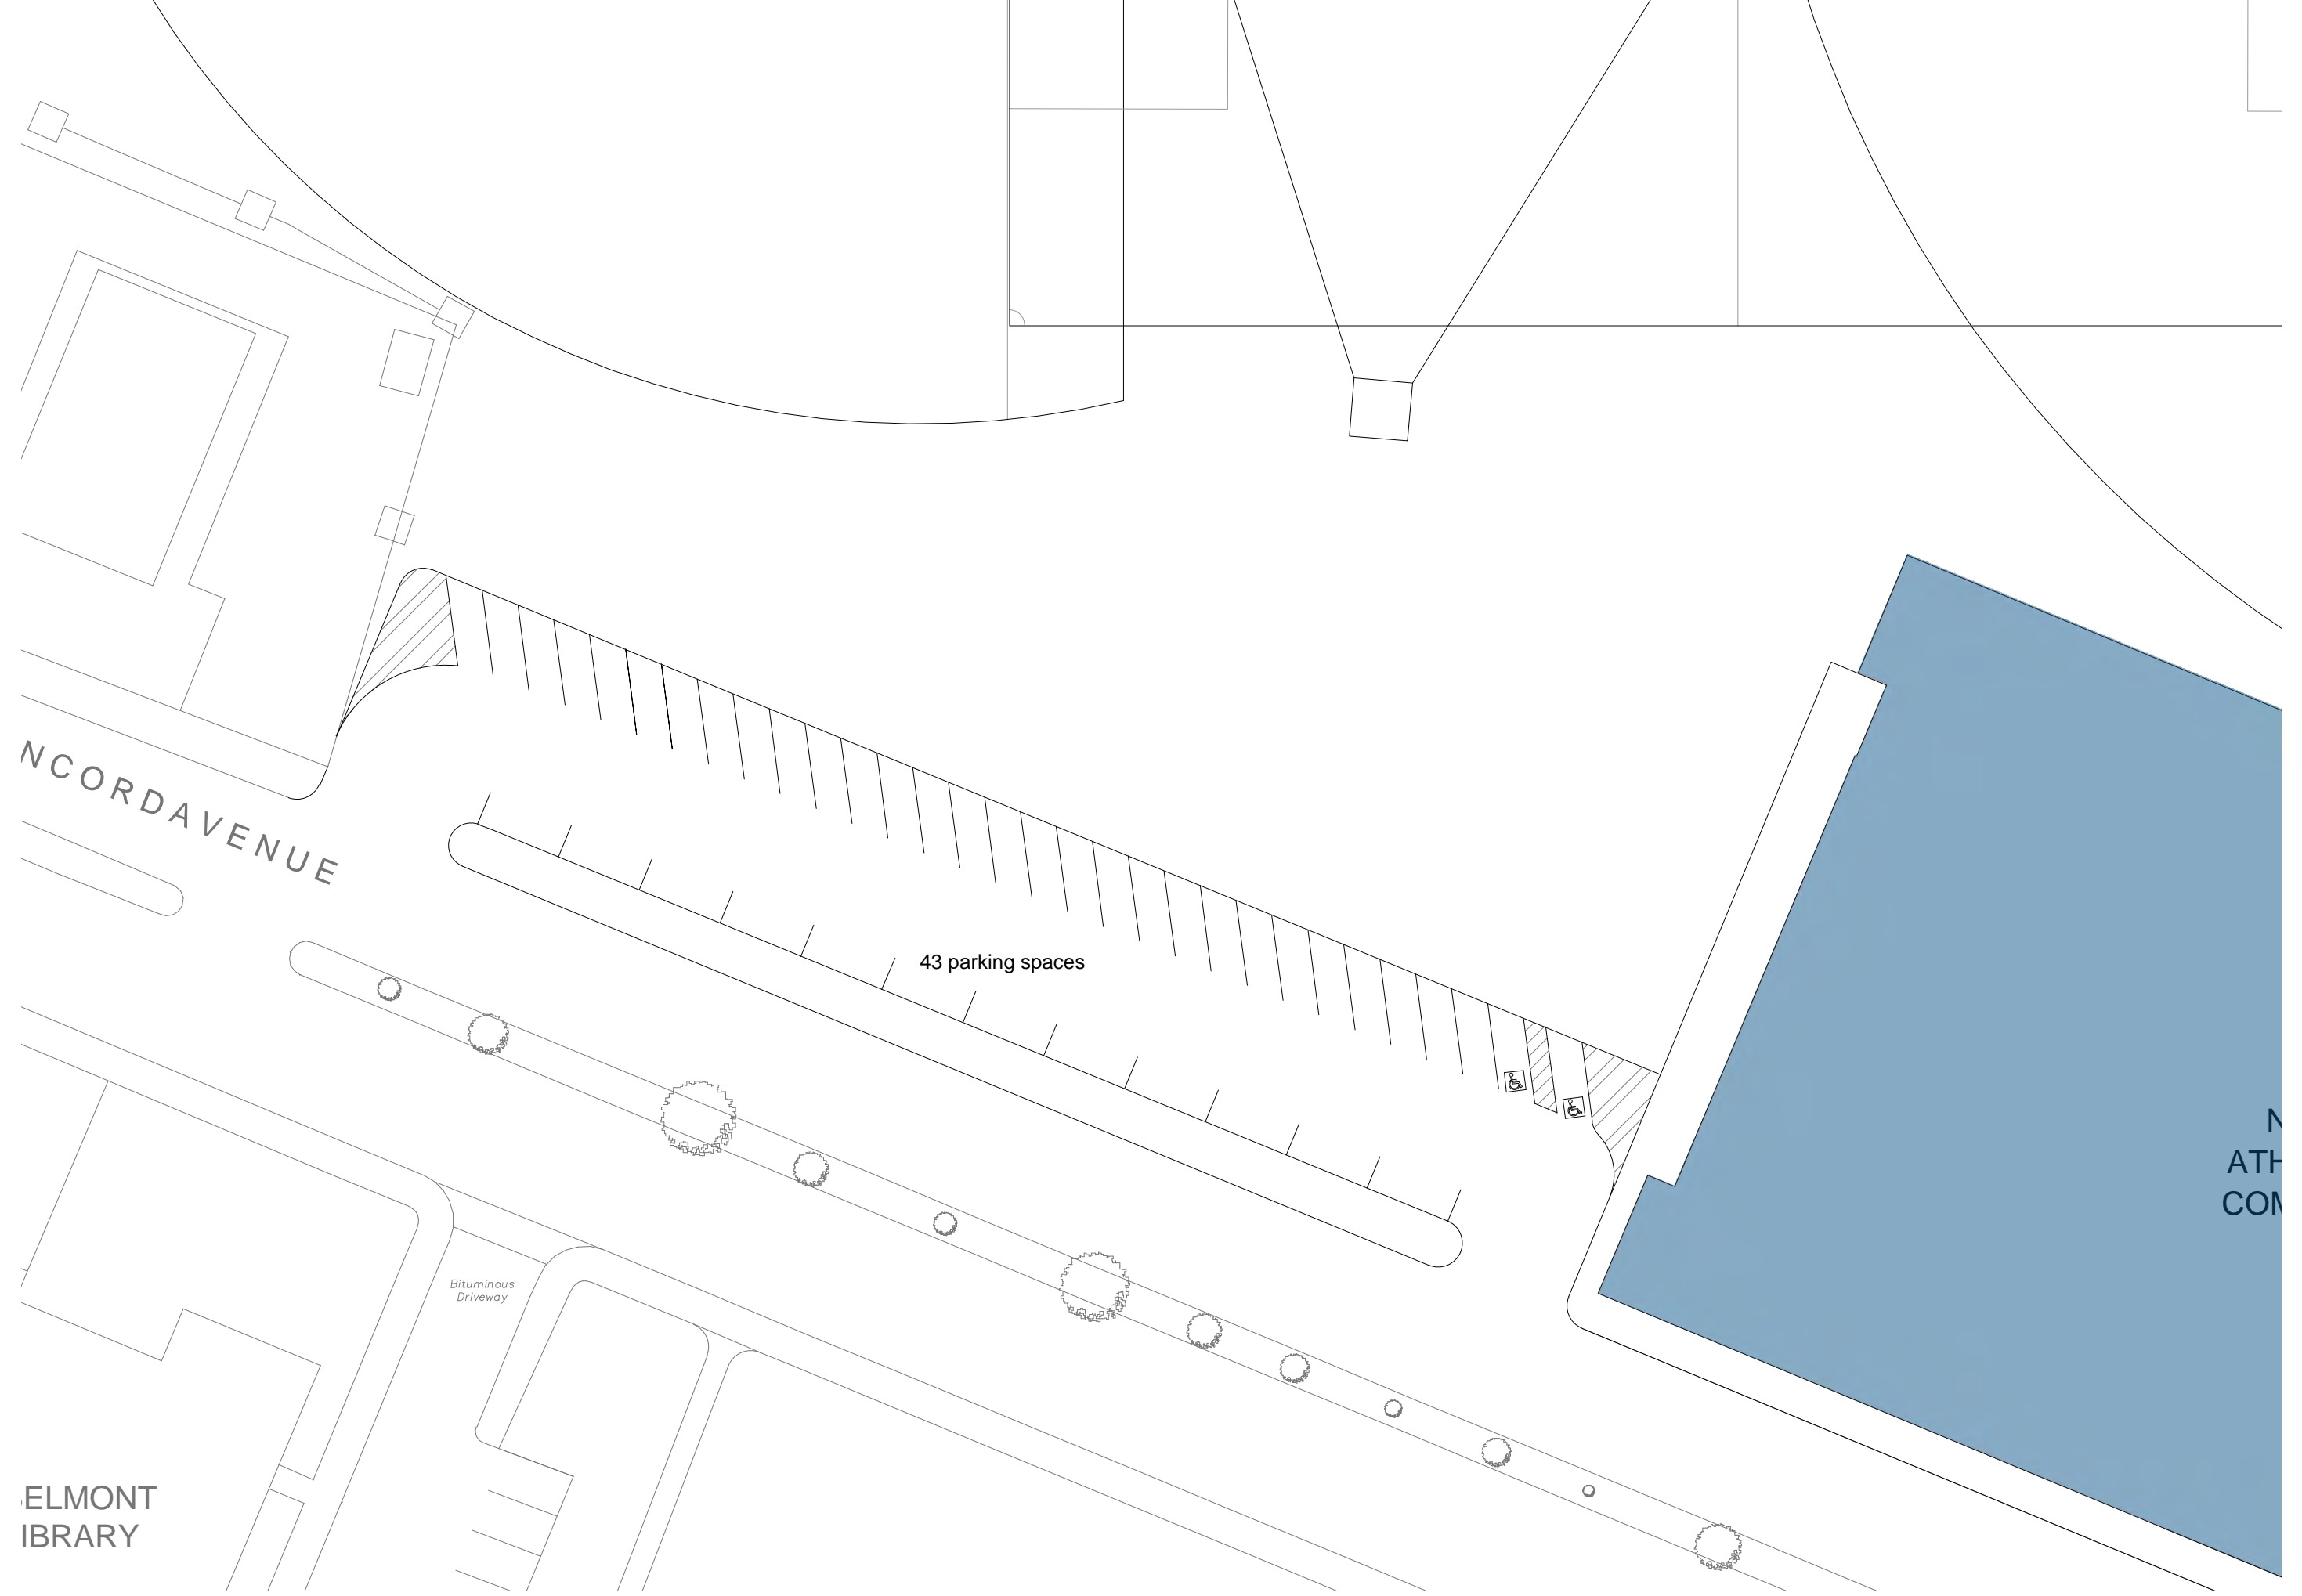 NCORDAVENUE
43 parking spaces
Bituminous
Driveway
ELMONT
IBRARY
N
ATH
COM